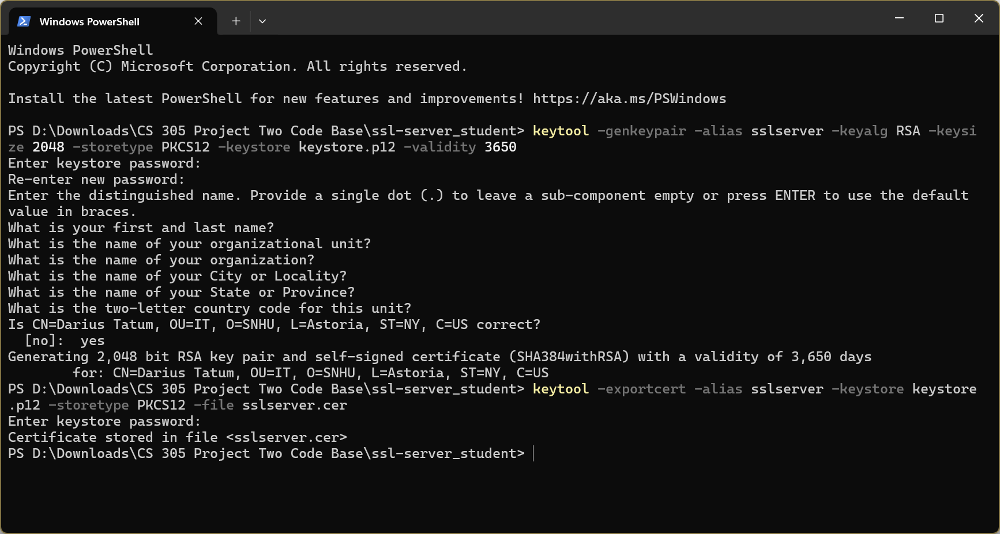 Windows PowerShell
Windows PowerShell
Copyright (C) Microsoft Corporation. All rights reserved.
Install the latest PowerShell for new features and improvements! https://aka.ms/PSWindows
PS D:\Downloads\CS 305 Project Two Code Base\ssl-server_student> keytool -genkeypair -alias sslserver -keyalg RSA -keysi
ze 2048 -storetype PKCS12 -keystore keystore.p12 -validity 3650
Enter keystore password:
Re-enter new password:
Enter the distinguished name. Provide a single dot (.) to leave a sub-component empty or press ENTER to use the default
value in braces.
What is your first and last name?
What is the name of your organizational unit?
What is the name of your organization?
What is the name of your City or Locality?
What is the name of your State or Province?
What is the two-letter country code for this unit?
Is CN=Darius Tatum, OU=IT, O=SNHU, L=Astoria, ST=NY, C=US correct?
  [no]:  yes
Generating 2,048 bit RSA key pair and self-signed certificate (SHA384withRSA) with a validity of 3,650 days
        for: CN=Darius Tatum, OU=IT, O=SNHU, L=Astoria, ST=NY, C=US
PS D:\Downloads\CS 305 Project Two Code Base\ssl-server_student> keytool -exportcert -alias sslserver -keystore keystore
.p12 -storetype PKCS12 -file sslserver.cer
Enter keystore password:
Certificate stored in file <sslserver.cer>
PS D:\Downloads\CS 305 Project Two Code Base\ssl-server_student>